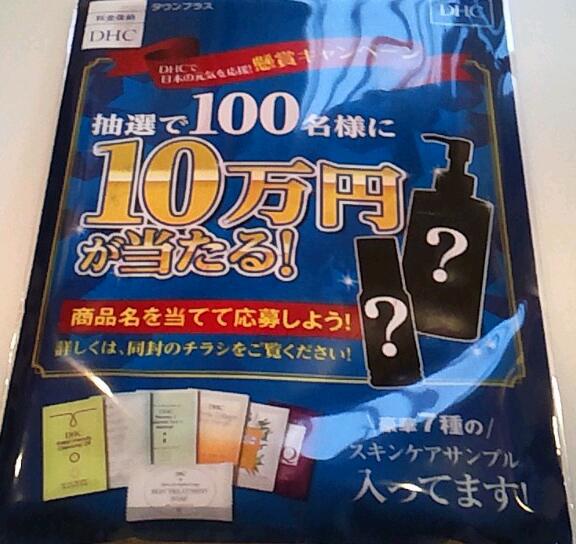 料金後納
タウンプラス
DHC
DHC
DHCで
日本の元気を応援!
懸賞キャンペーン
抽選で100名様に
10万円
が当たる!
商品名を当てて応募しよう!
詳しくは、同封のチラシをご覧ください!
?
?
豪華7種の
スキンケアサンプル
入ってます!
DHC
DHC
DHC
DHC
Q